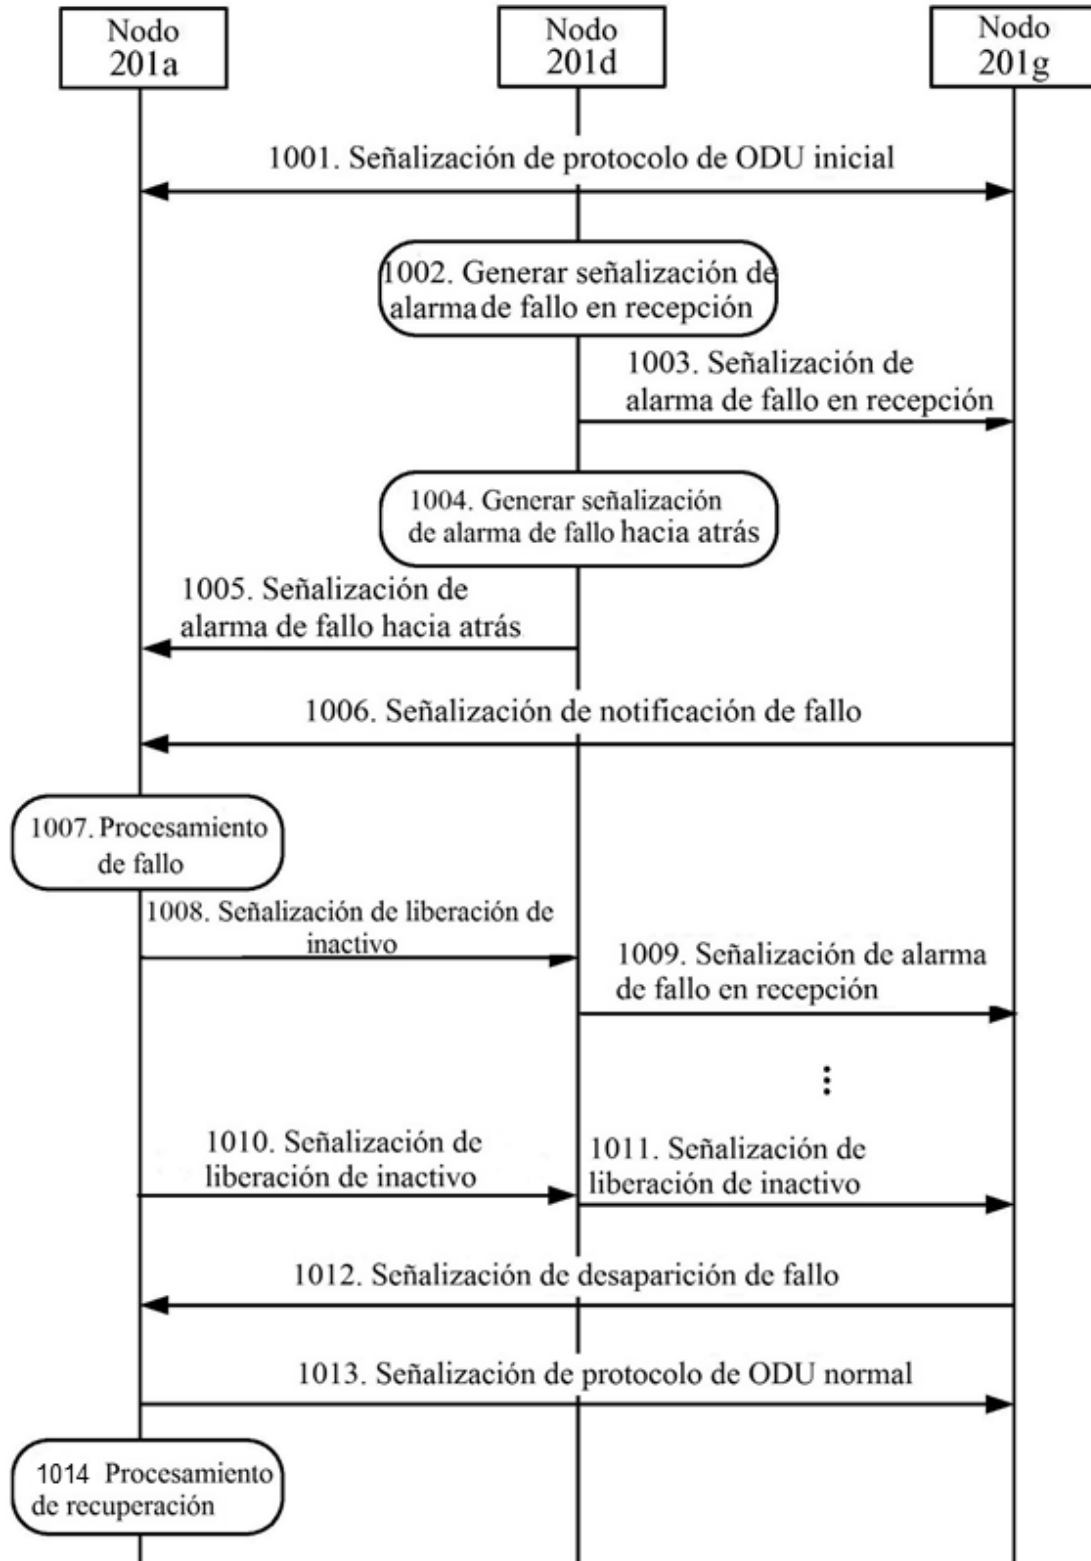 Nodo
201a
Nodo
201d
Nodo
201g
1001. Señalización de protocolo de ODU inicial
1002. Generar señalización de
alarma de fallo en recepción
1003. Señalización de
alarma de fallo en recepción
1004. Generar señalización
de alarma de fallo hacia atrás
1005. Señalización de
alarma de fallo hacia atrás
1006. Señalización de notificación de fallo
1007. Procesamiento
de fallo
1008. Señalización de liberación de
inactivo
1009. Señalización de alarma
de fallo en recepción
1010. Señalización de
liberación de inactivo
1011. Señalización de
liberación de inactivo
1012. Señalización de desaparición de fallo
1013. Señalización de protocolo de ODU normal
1014 Procesamiento
de recuperación